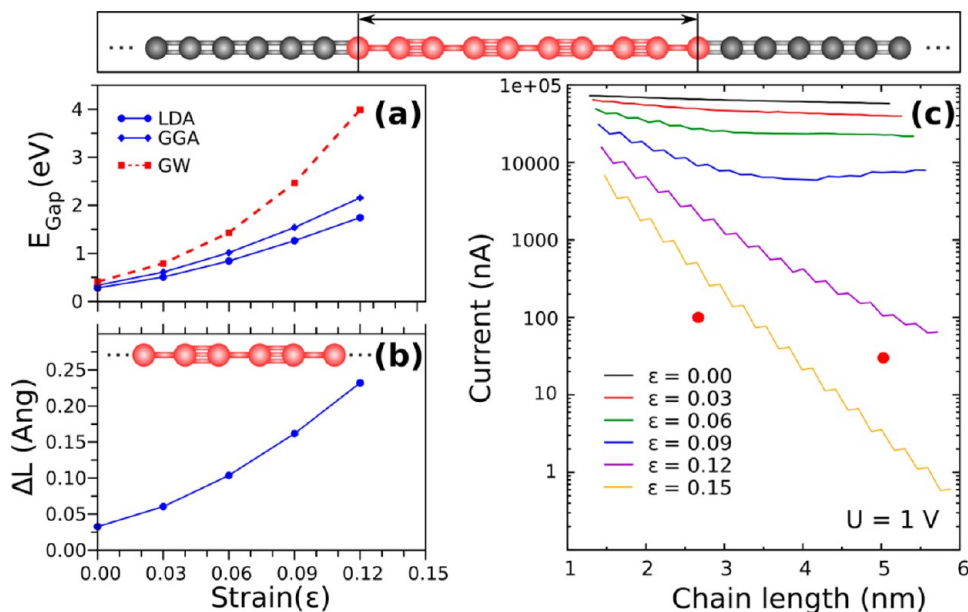 ... ...
(a)
LDA
GGA
GW
E_Gap (eV)
4
3
2
1
0
(b)
... ...
ΔL (Ang)
0.25
0.20
0.15
0.10
0.05
0.00
0.00 0.03 0.06 0.09 0.12 0.15
Strain(ε)
(c)
Current (nA)
1e+05
10000
1000
100
10
1
ε = 0.00
ε = 0.03
ε = 0.06
ε = 0.09
ε = 0.12
ε = 0.15
U = 1 V
1 2 3 4 5 6
Chain length (nm)